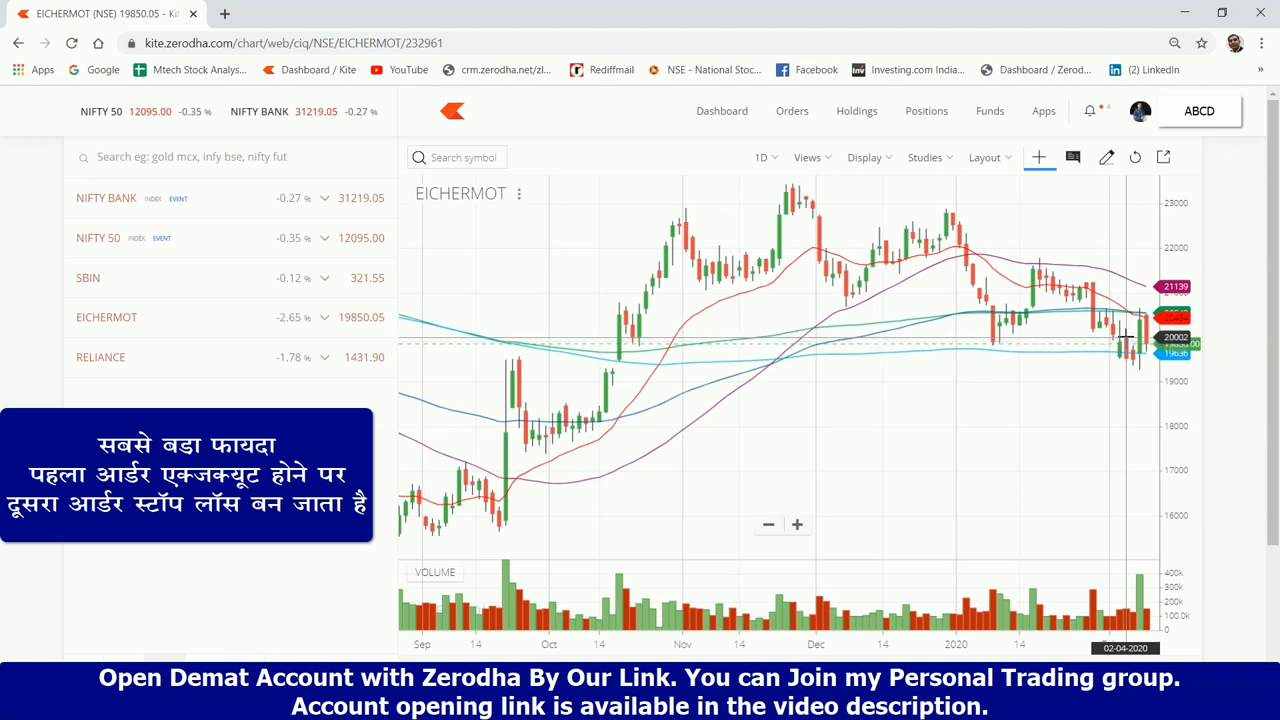 EICHERMOT (NSE) 19850.05 - Kit
kite.zerodha.com/chart/web/ciq/NSE/EICHERMOT/232961
Apps
Google
Mtech Stock Analys...
Dashboard / Kite
YouTube
crm.zerodha.net/zl...
Rediffmail
NSE - National Stoc...
Facebook
Investing.com India...
Dashboard / Zerod...
(2) LinkedIn
NIFTY 50 12095.00 -0.35 %
NIFTY BANK 31219.05 -0.27 %
Dashboard
Orders
Holdings
Positions
Funds
Apps
4
ABCD
Search eg: gold mcx, infy bse, nifty fut
NIFTY BANK INDEX EVENT -0.27 % 31219.05
NIFTY 50 INDEX EVENT -0.35 % 12095.00
SBIN -0.12 % 321.55
EICHERMOT -2.65 % 19850.05
RELIANCE -1.78 % 1431.90
Search symbol
1D
Views
Display
Studies
Layout
EICHERMOT
23000
22000
21139
20002
19636
19000
18000
17000
16000
VOLUME
400k
300k
200k
100.0k
0
Sep
14
Oct
14
Nov
14
Dec
14
2020
14
02-04-2020
सबसे बडा फायदा
पहला आर्डर एक्जक्यूट होने पर
दूसरा आर्डर स्टॉप लॉस बन जाता है
Open Demat Account with Zerodha By Our Link. You can Join my Personal Trading group.
Account opening link is available in the video description.